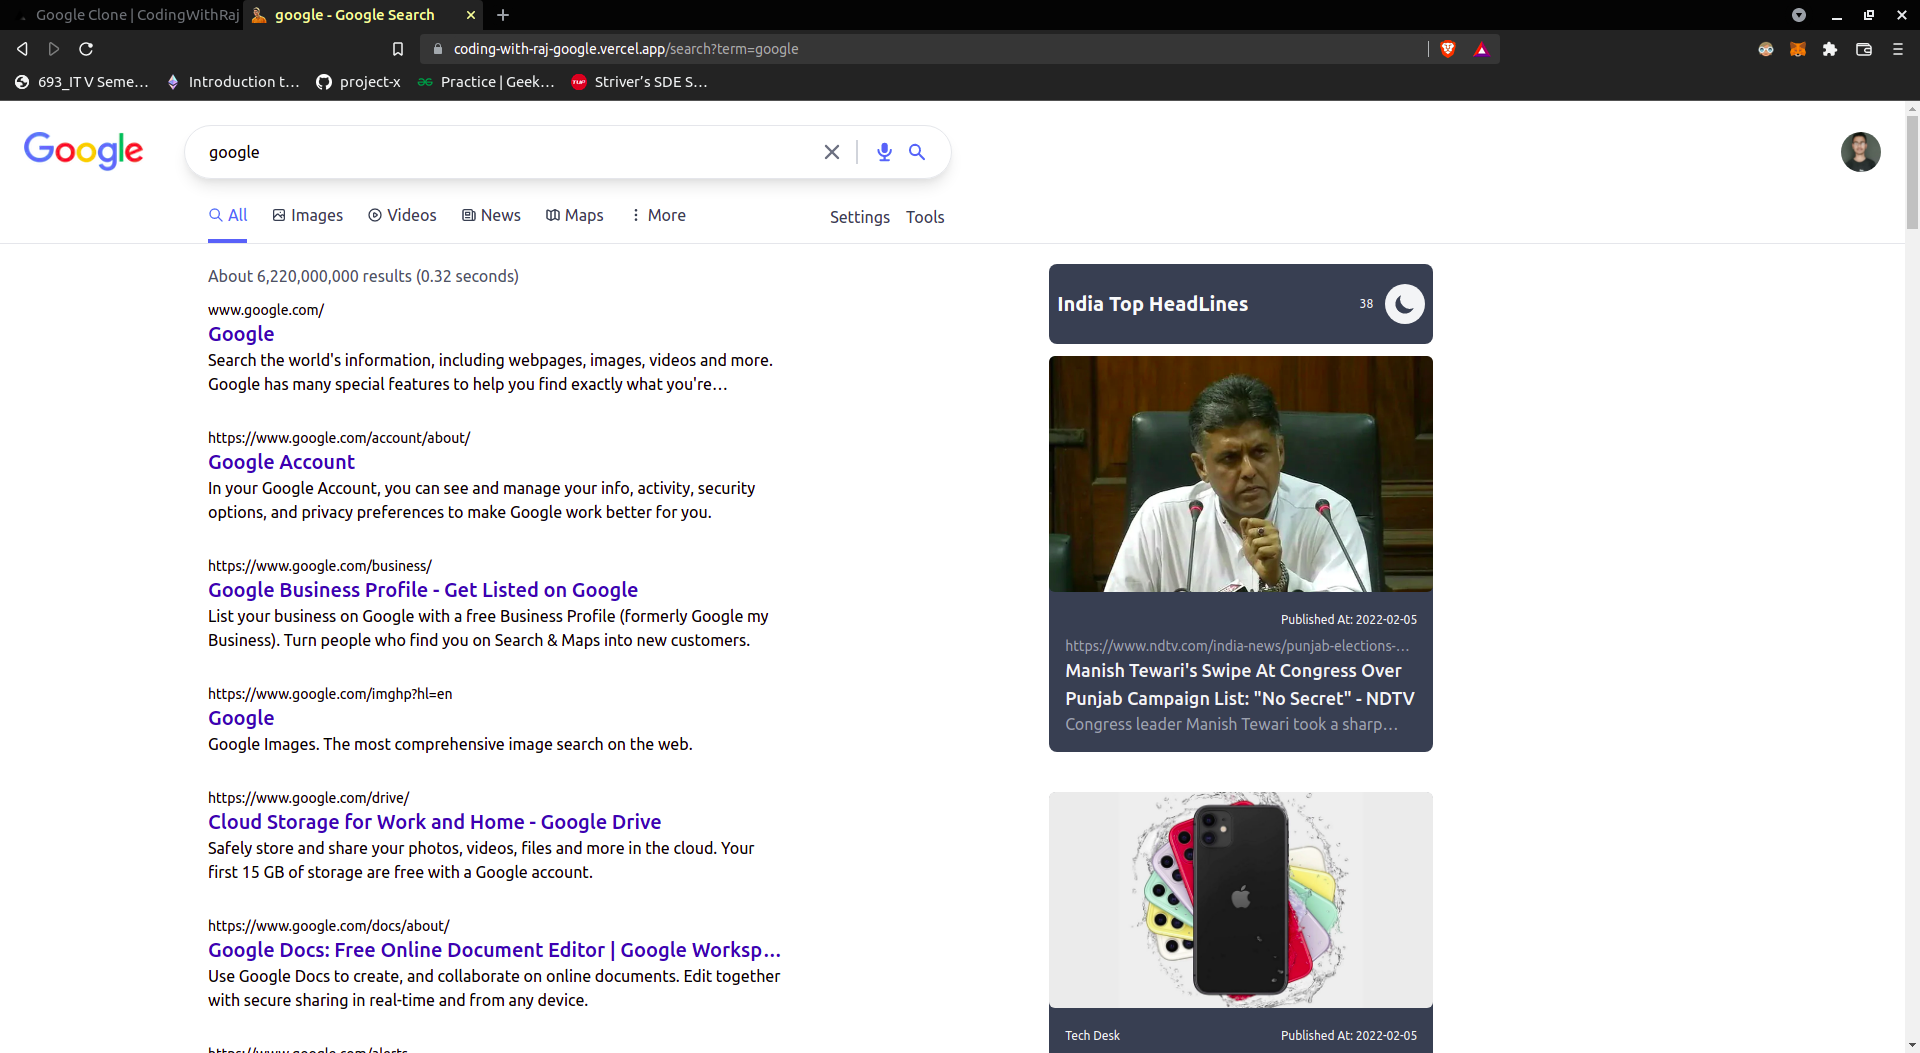 Google Clone | CodingWithRaj
google - Google Search
coding-with-raj-google.vercel.app/search?term=google
693_IT V Seme...
Introduction t...
project-x
Practice | Geek...
Striver's SDE S...
Google
google
All
Images
Videos
News
Maps
More
Settings
Tools
About 6,220,000,000 results (0.32 seconds)
www.google.com/
Google
Search the world's information, including webpages, images, videos and more.
Google has many special features to help you find exactly what you're...
https://www.google.com/account/about/
Google Account
In your Google Account, you can see and manage your info, activity, security
options, and privacy preferences to make Google work better for you.
https://www.google.com/business/
Google Business Profile - Get Listed on Google
List your business on Google with a free Business Profile (formerly Google my
Business). Turn people who find you on Search & Maps into new customers.
https://www.google.com/imghp?hl=en
Google
Google Images. The most comprehensive image search on the web.
https://www.google.com/drive/
Cloud Storage for Work and Home - Google Drive
Safely store and share your photos, videos, files and more in the cloud. Your
first 15 GB of storage are free with a Google account.
https://www.google.com/docs/about/
Google Docs: Free Online Document Editor | Google Worksp...
Use Google Docs to create, and collaborate on online documents. Edit together
with secure sharing in real-time and from any device.
https://www.google.com/alerts
India Top HeadLines
38
Published At: 2022-02-05
https://www.ndtv.com/india-news/punjab-elections-...
Manish Tewari's Swipe At Congress Over
Punjab Campaign List: "No Secret" - NDTV
Congress leader Manish Tewari took a sharp...
Tech Desk
Published At: 2022-02-05